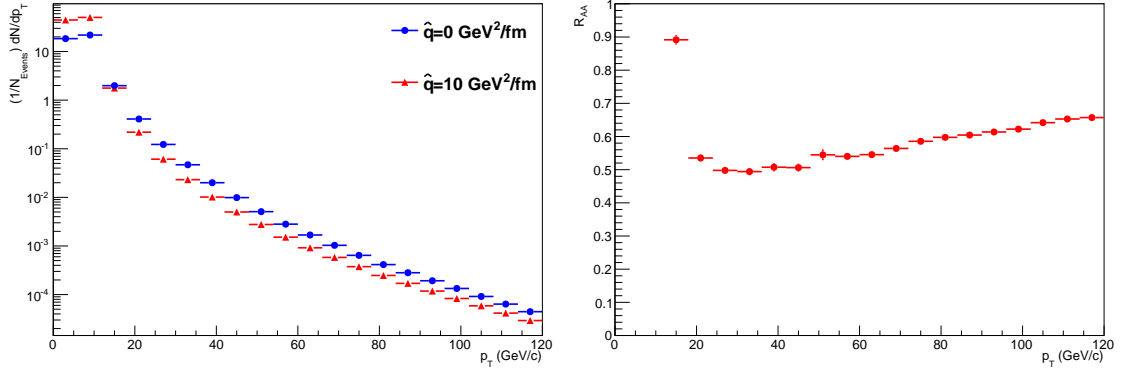 (1/N_Events) dN/dp_T
10
1
10^-1
10^-2
10^-3
10^-4
q̂=0 GeV²/fm
q̂=10 GeV²/fm
0 20 40 60 80 100 120
p_T (GeV/c)
R_AA
1
0.9
0.8
0.7
0.6
0.5
0.4
0.3
0.2
0.1
0
0 20 40 60 80 100 120
p_T (GeV/c)